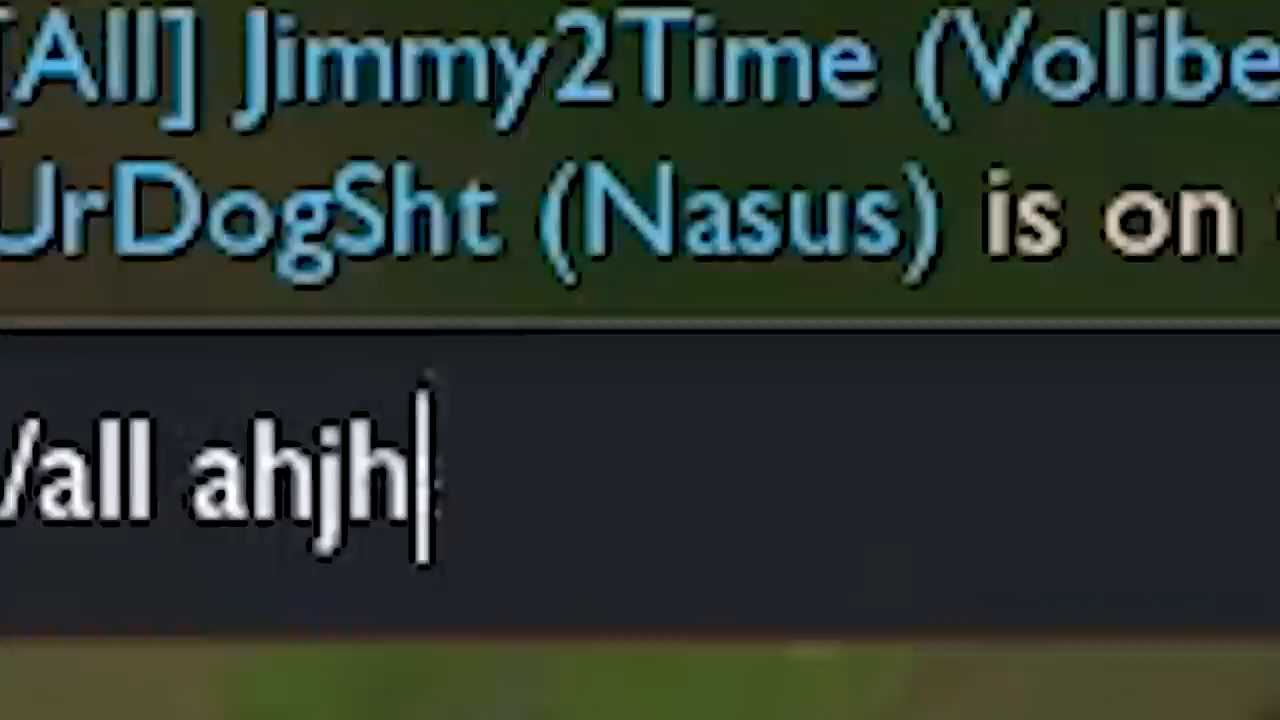 [All] Jimmy2Time (Volibe
UrDogSht (Nasus) is on
/all ahjh